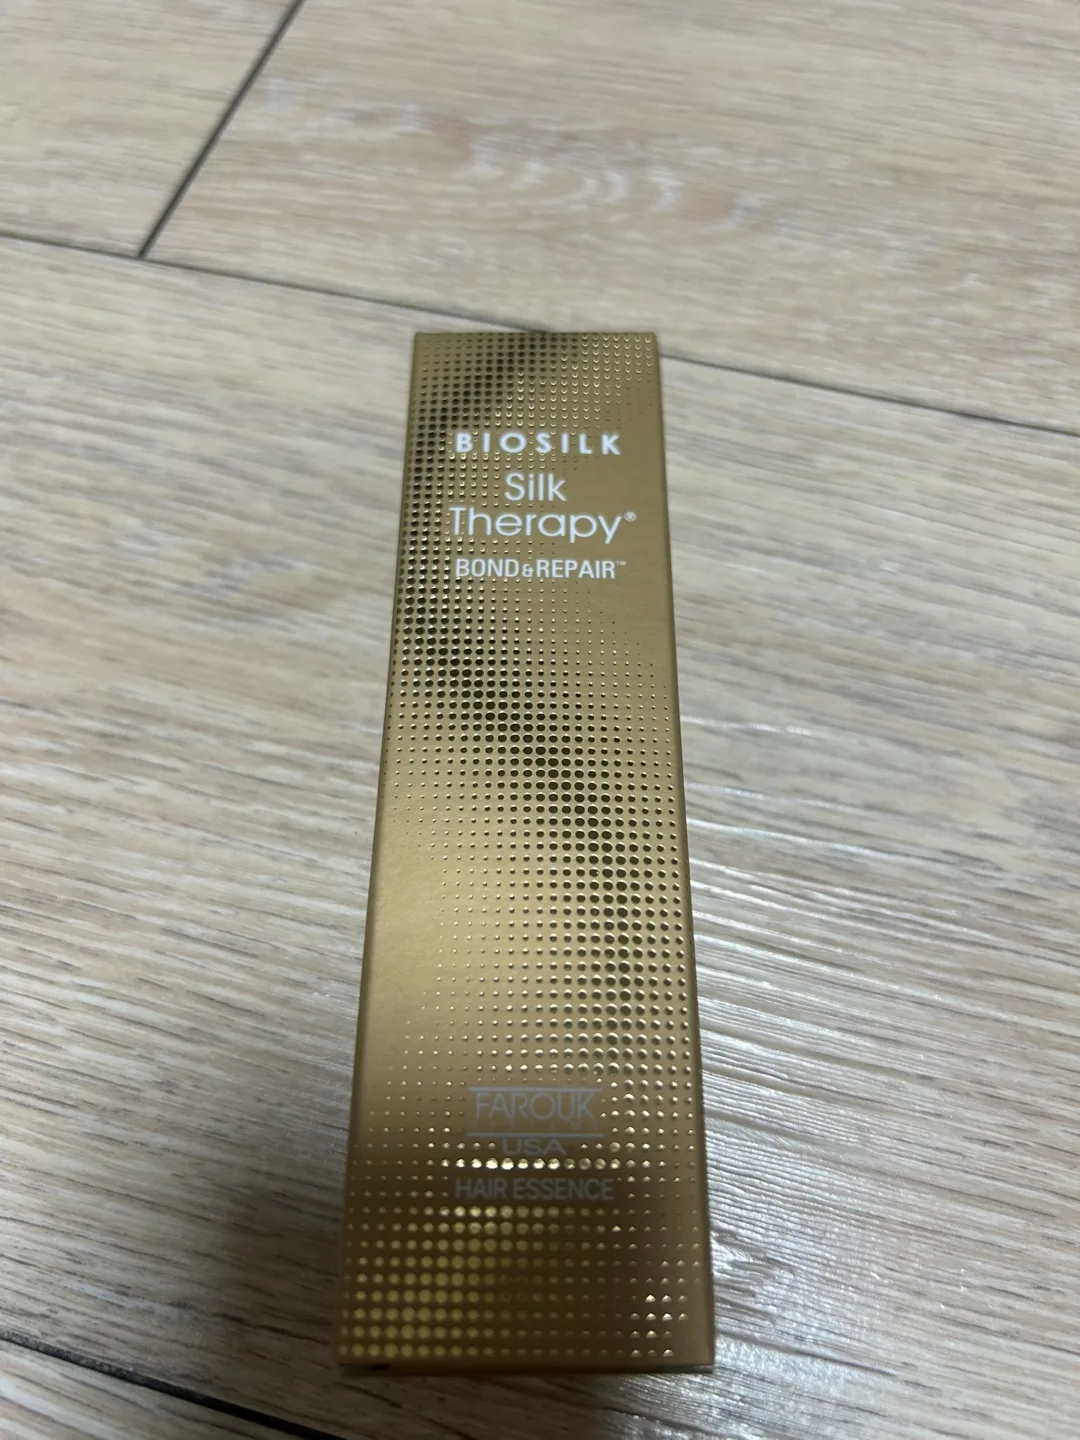 BIOSILK
Silk
Therapy®
BOND&REPAIR™
FAROUK
USA
HAIR ESSENCE